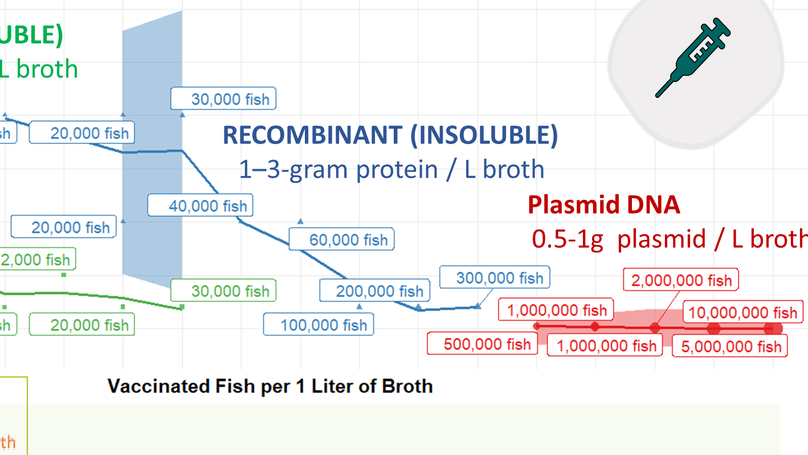 UBLE)
L broth
30,000 fish
20,000 fish
RECOMBINANT (INSOLUBLE)
1–3-gram protein / L broth
40,000 fish
Plasmid DNA
20,000 fish
60,000 fish
0.5-1g plasmid / L broth
2,000 fish
300,000 fish
2,000,000 fish
30,000 fish
200,000 fish
1,000,000 fish
10,000,000 fish
sh
20,000 fish
100,000 fish
500,000 fish
1,000,000 fish
5,000,000 fish
Vaccinated Fish per 1 Liter of Broth
th